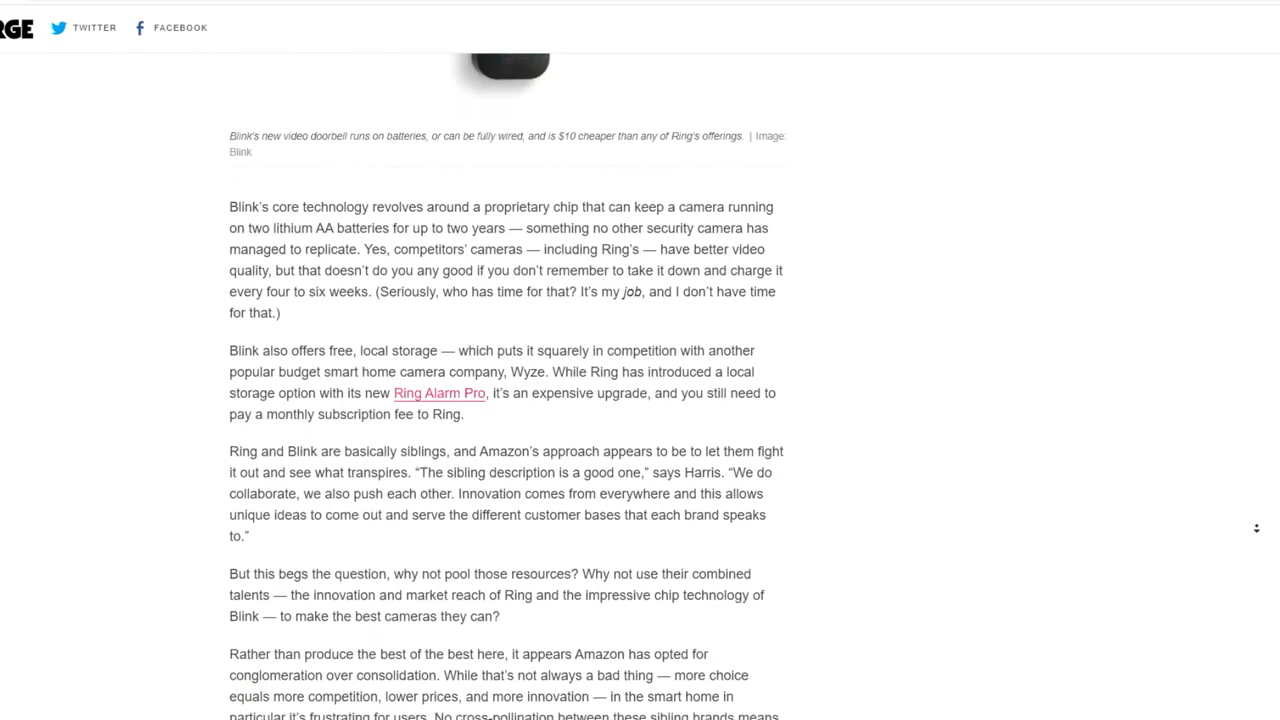 RGE TWITTER FACEBOOK
Blink's new video doorbell runs on batteries, or can be fully wired, and is $10 cheaper than any of Ring's offerings. | Image:
Blink
Blink’s core technology revolves around a proprietary chip that can keep a camera running
on two lithium AA batteries for up to two years — something no other security camera has
managed to replicate. Yes, competitors’ cameras — including Ring’s — have better video
quality, but that doesn’t do you any good if you don’t remember to take it down and charge it
every four to six weeks. (Seriously, who has time for that? It’s my job, and I don’t have time
for that.)
Blink also offers free, local storage — which puts it squarely in competition with another
popular budget smart home camera company, Wyze. While Ring has introduced a local
storage option with its new Ring Alarm Pro, it’s an expensive upgrade, and you still need to
pay a monthly subscription fee to Ring.
Ring and Blink are basically siblings, and Amazon’s approach appears to be to let them fight
it out and see what transpires. “The sibling description is a good one,” says Harris. “We do
collaborate, we also push each other. Innovation comes from everywhere and this allows
unique ideas to come out and serve the different customer bases that each brand speaks
to.”
But this begs the question, why not pool those resources? Why not use their combined
talents — the innovation and market reach of Ring and the impressive chip technology of
Blink — to make the best cameras they can?
Rather than produce the best of the best here, it appears Amazon has opted for
conglomeration over consolidation. While that’s not always a bad thing — more choice
equals more competition, lower prices, and more innovation — in the smart home in
particular it’s frustrating for users. No cross-pollination between these sibling brands means